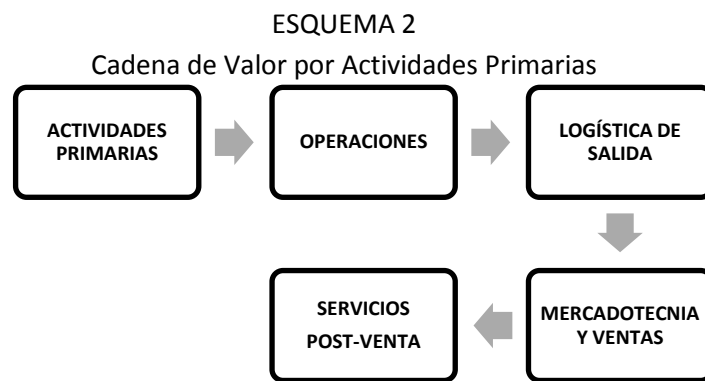 ESQUEMA 2
Cadena de Valor por Actividades Primarias
ACTIVIDADES
PRIMARIAS
OPERACIONES
LOGÍSTICA DE
SALIDA
MERCADOTECNIA
Y VENTAS
SERVICIOS
POST-VENTA